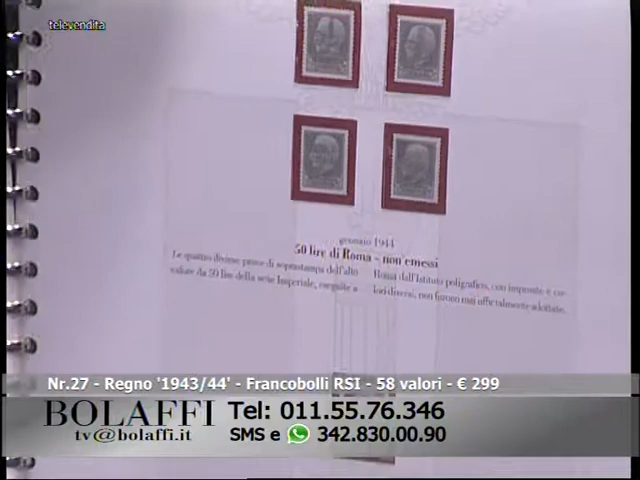 televendita
gennaio 1944
50 lire di Roma - non emessi
Le quattro diverse prove di soprastampa dell'alto
valore da 50 lire della serie Imperiale, eseguite a
Roma dall'Istituto poligrafico, con impronte e co-
lori diversi, non furono mai ufficialmente adottate.
Nr.27 - Regno '1943/44' - Francobolli RSI - 58 valori - € 299
BOLAFFI
tv@bolaffi.it
Tel: 011.55.76.346
SMS e 342.830.00.90